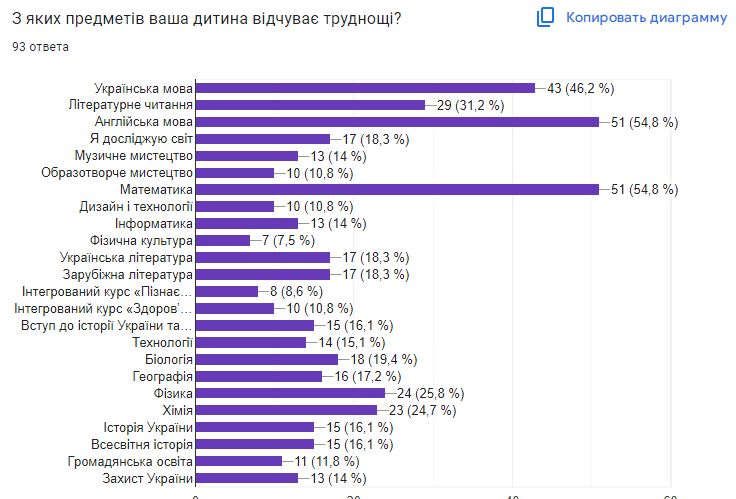 З яких предметів ваша дитина відчуває труднощі?
Копировать диаграмму
93 ответа
Українська мова 43 (46,2 %)
Літературне читання 29 (31,2 %)
Англійська мова 51 (54,8 %)
Я досліджую світ 17 (18,3 %)
Музичне мистецтво 13 (14 %)
Образотворче мистецтво 10 (10,8 %)
Математика 51 (54,8 %)
Дизайн і технології 10 (10,8 %)
Інформатика 13 (14 %)
Фізична культура 7 (7,5 %)
Українська література 17 (18,3 %)
Зарубіжна література 17 (18,3 %)
Інтегрований курс «Пізнає… 8 (8,6 %)
Інтегрований курс «Здоров’… 10 (10,8 %)
Вступ до історії України та… 15 (16,1 %)
Технології 14 (15,1 %)
Біологія 18 (19,4 %)
Географія 16 (17,2 %)
Фізика 24 (25,8 %)
Хімія 23 (24,7 %)
Історія України 15 (16,1 %)
Всесвітня історія 15 (16,1 %)
Громадянська освіта 11 (11,8 %)
Захист України 13 (14 %)